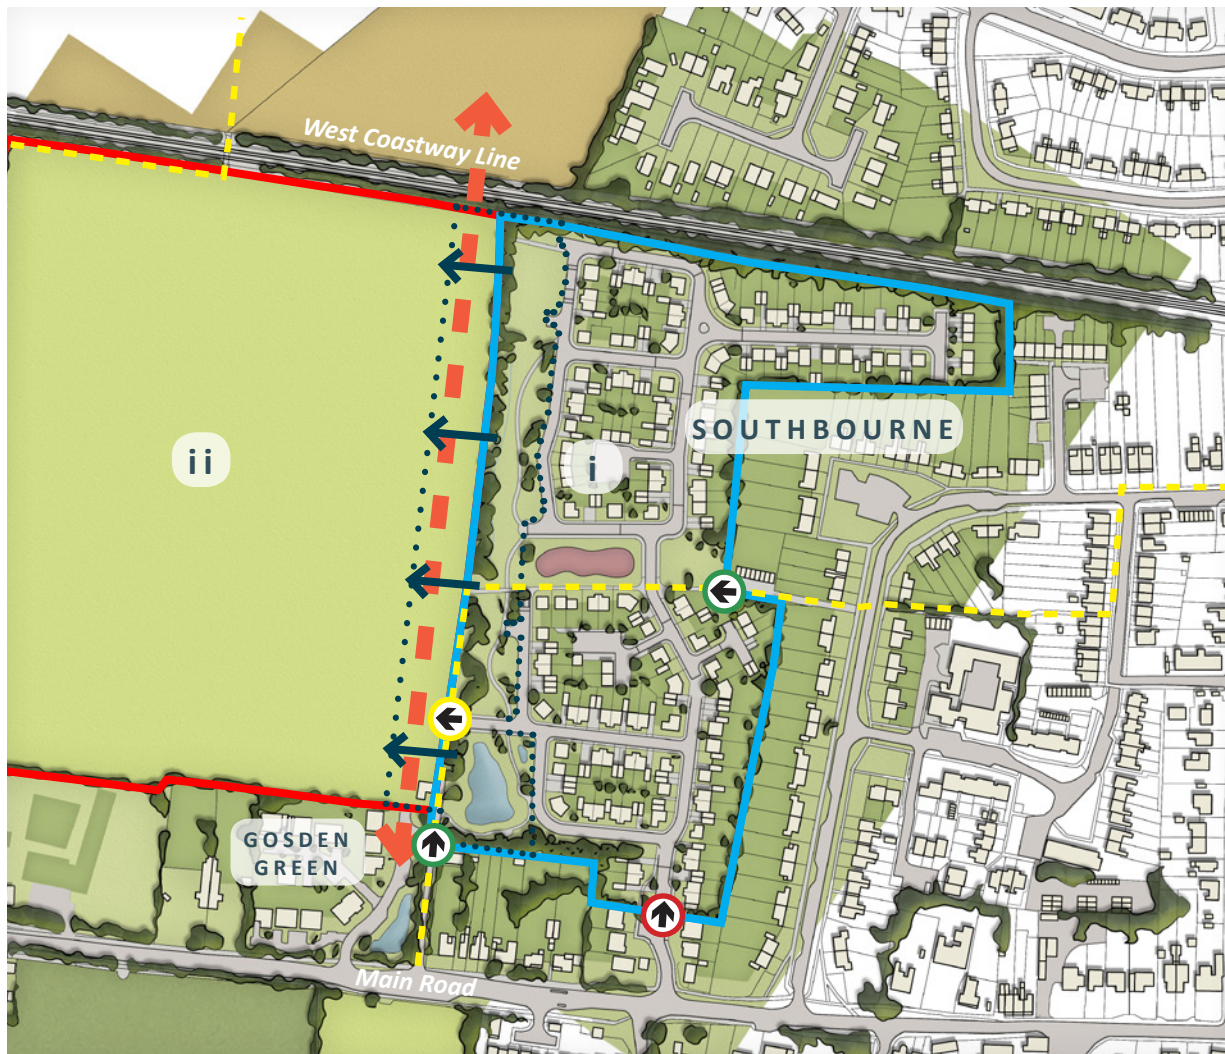 West Coastway Line
SOUTHBOURNE
ii
i
GOSDEN
GREEN
Main Road